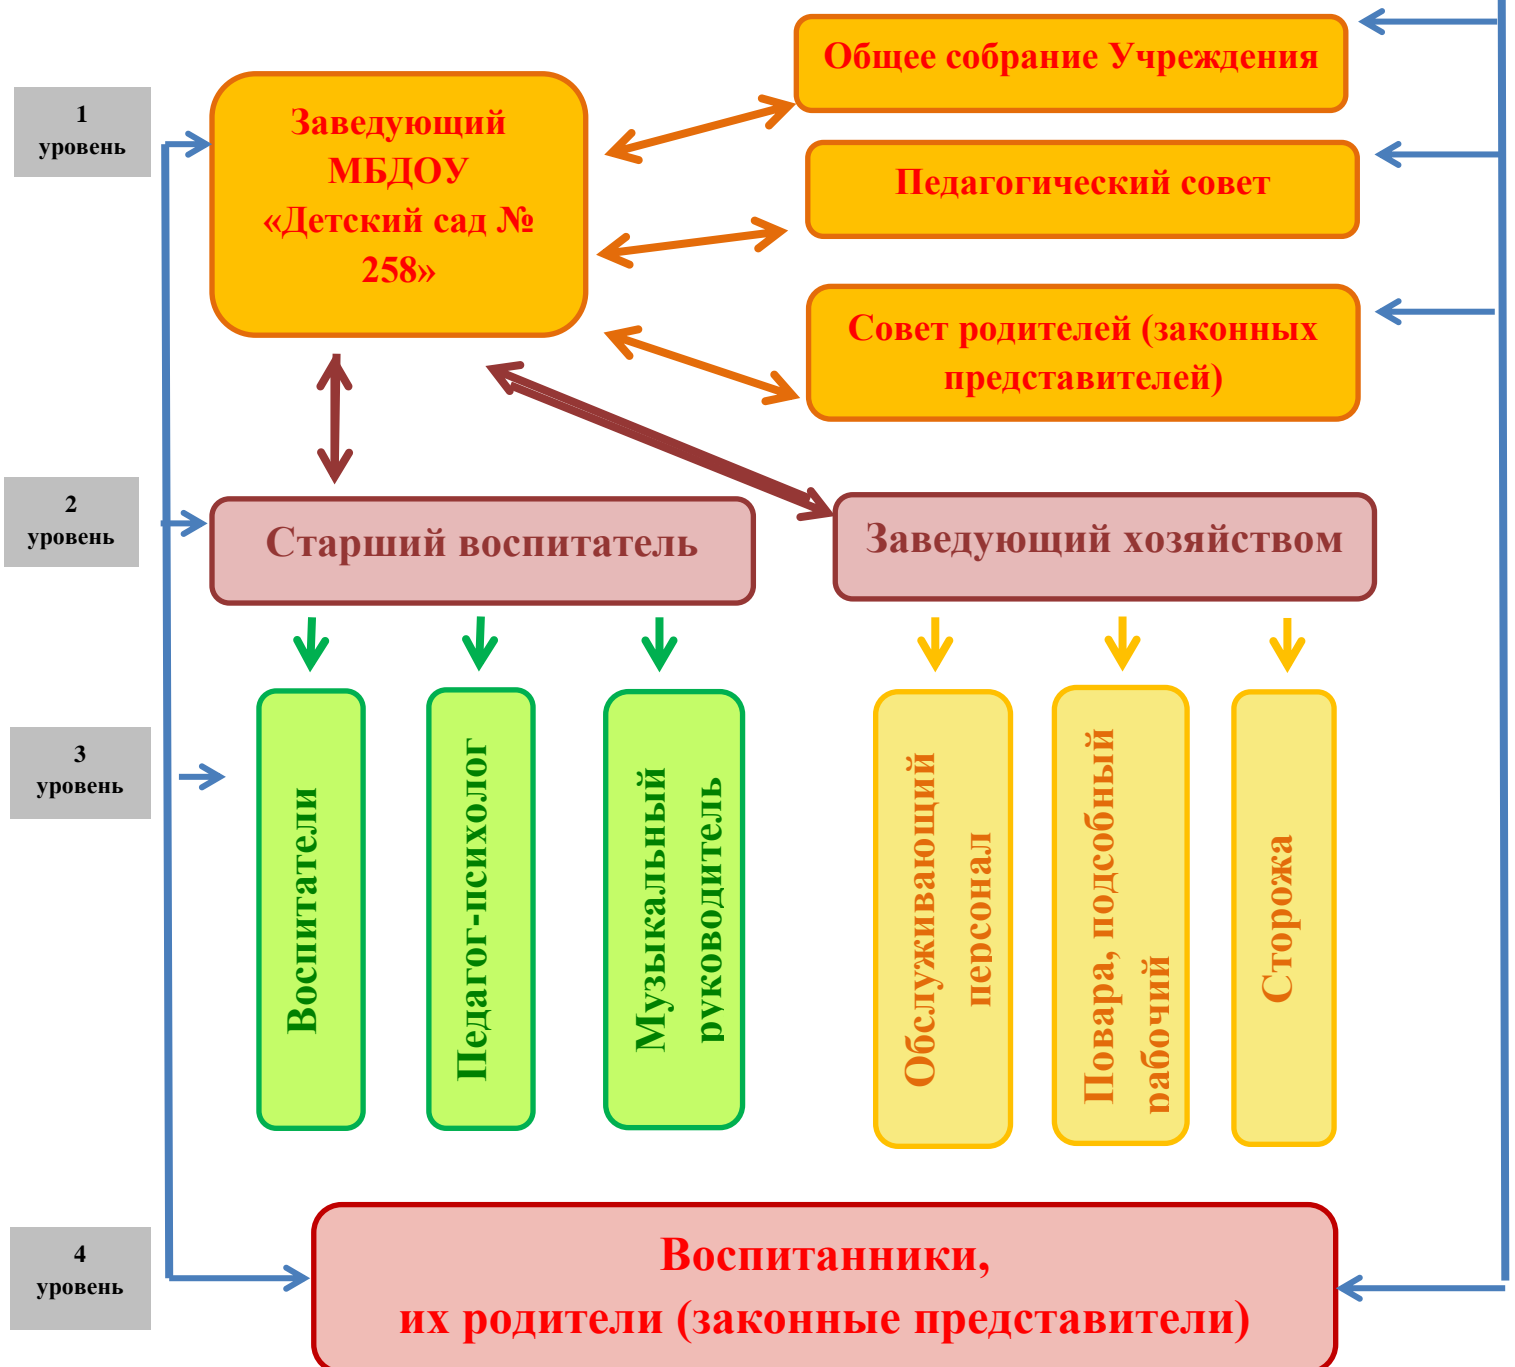 1
уровень
Заведующий
МБДОУ
«Детский сад №
258»
Общее собрание Учреждения
Педагогический совет
Совет родителей (законных
представителей)
2
уровень
Старший воспитатель
Заведующий хозяйством
3
уровень
Воспитатели
Педагог-психолог
Музыкальный
руководитель
Обслуживающий
персонал
Повара, подсобный
рабочий
Сторожа
4
уровень
Воспитанники,
их родители (законные представители)